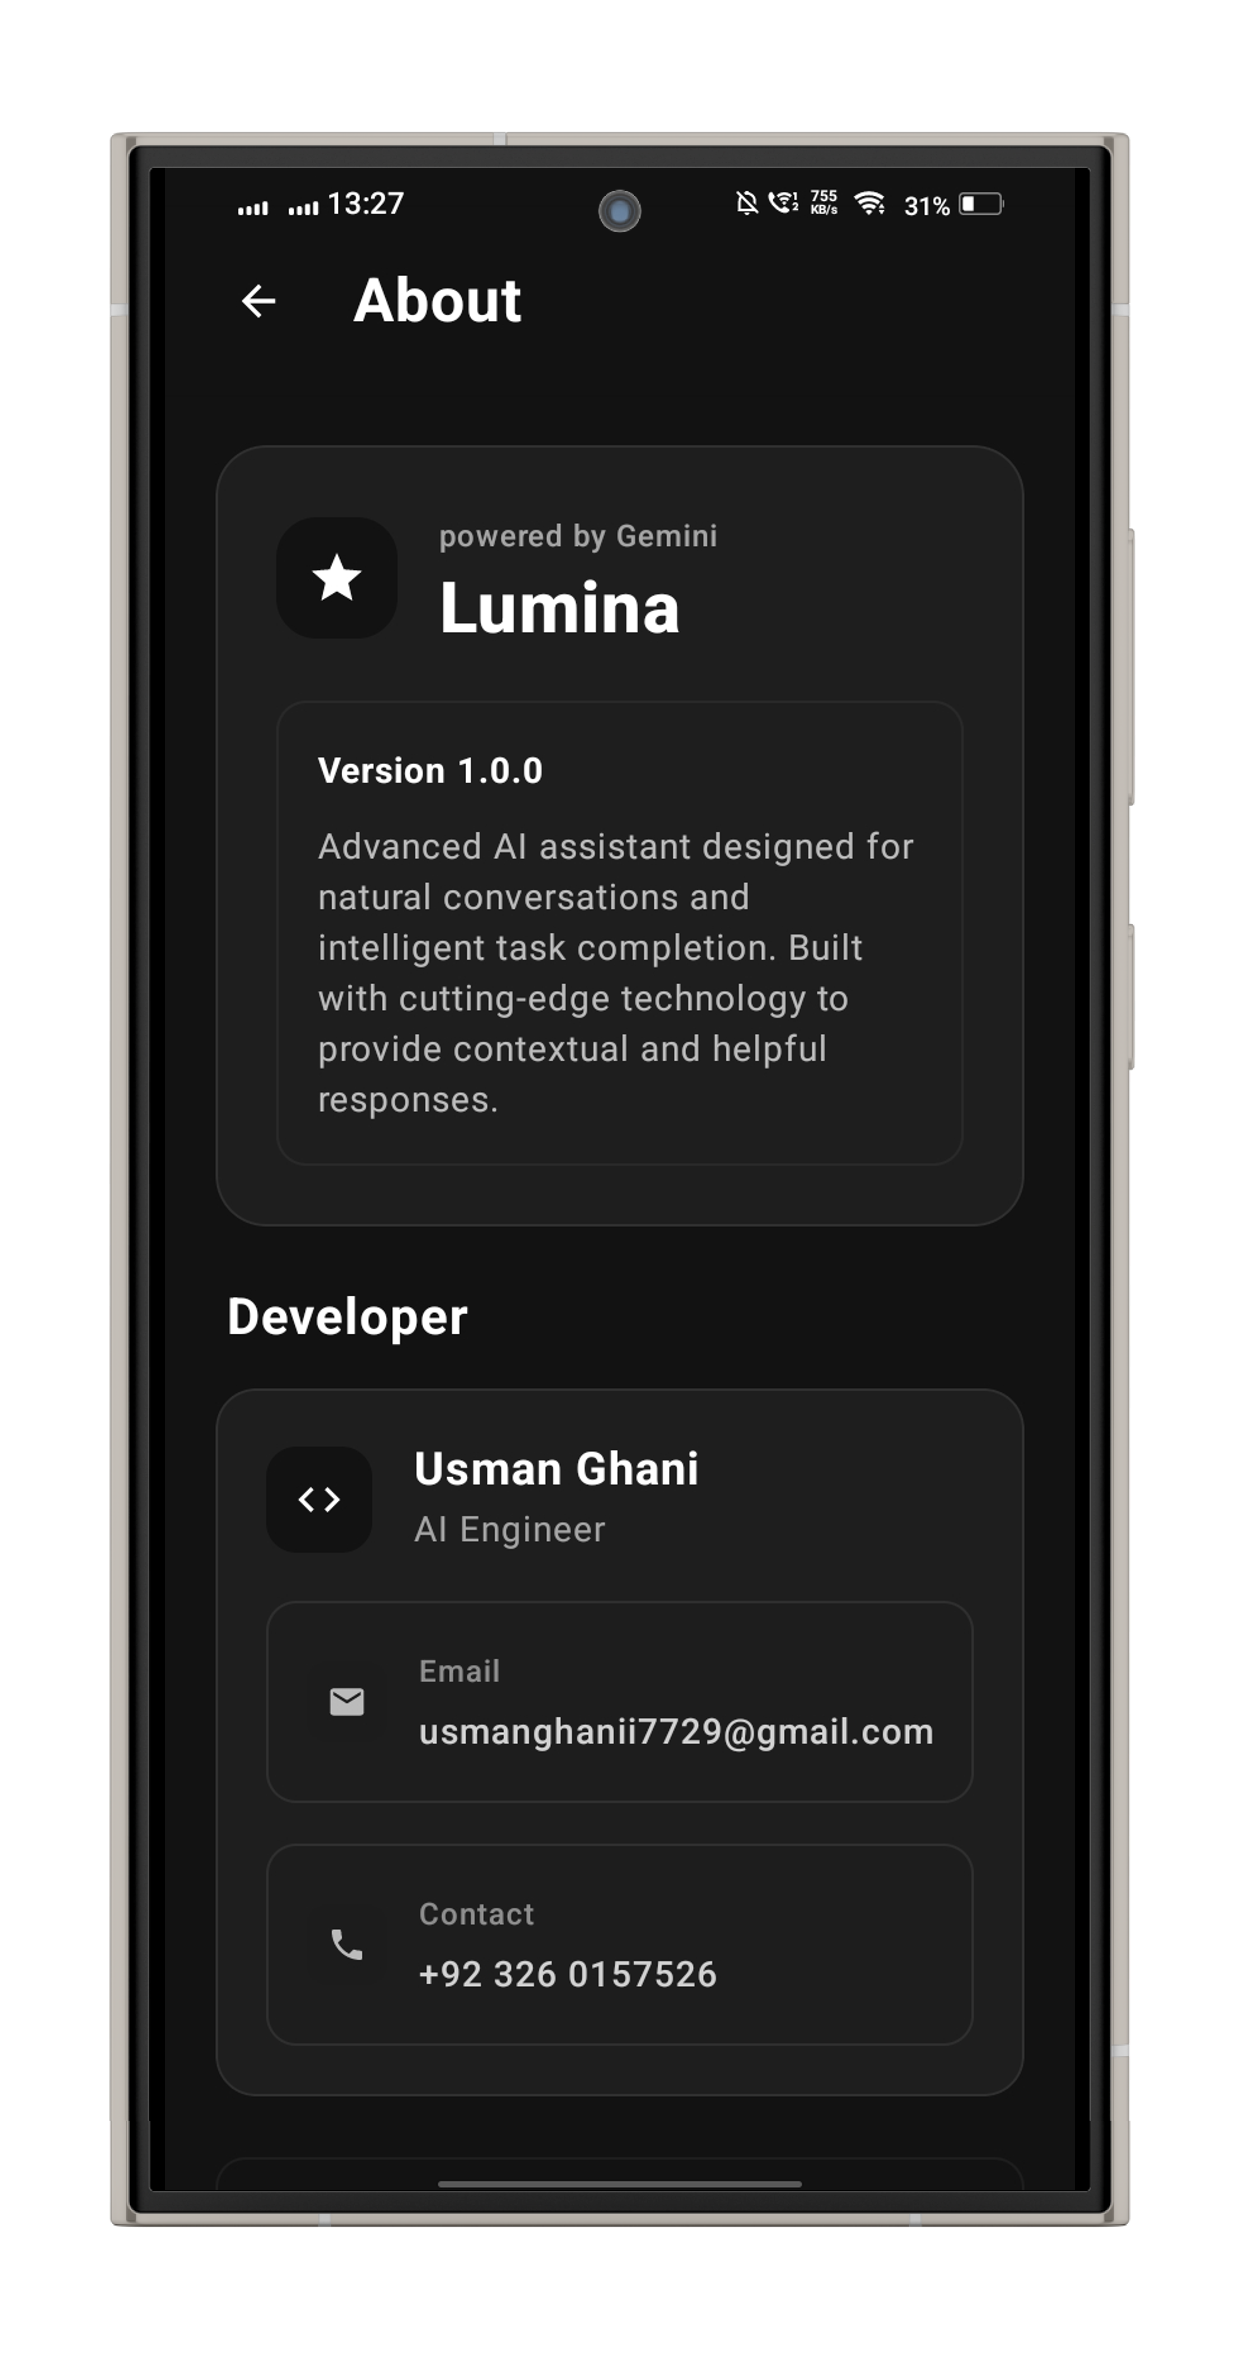 13:27
755
KB/s
31%
About
powered by Gemini
Lumina
Version 1.0.0
Advanced AI assistant designed for
natural conversations and
intelligent task completion. Built
with cutting-edge technology to
provide contextual and helpful
responses.
Developer
Usman Ghani
AI Engineer
Email
usmanghanii7729@gmail.com
Contact
+92 326 0157526